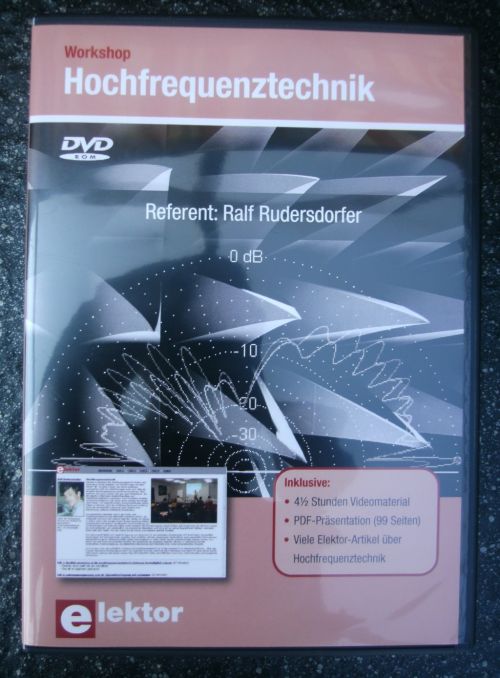 Workshop
Hochfrequenztechnik
DVD
ROM
Referent: Ralf Rudersdorfer
0 dB
-10
-20
-30
elektor
Inklusive:
• 4½ Stunden Videomaterial
• PDF-Präsentation (99 Seiten)
• Viele Elektor-Artikel über
Hochfrequenztechnik
elektor